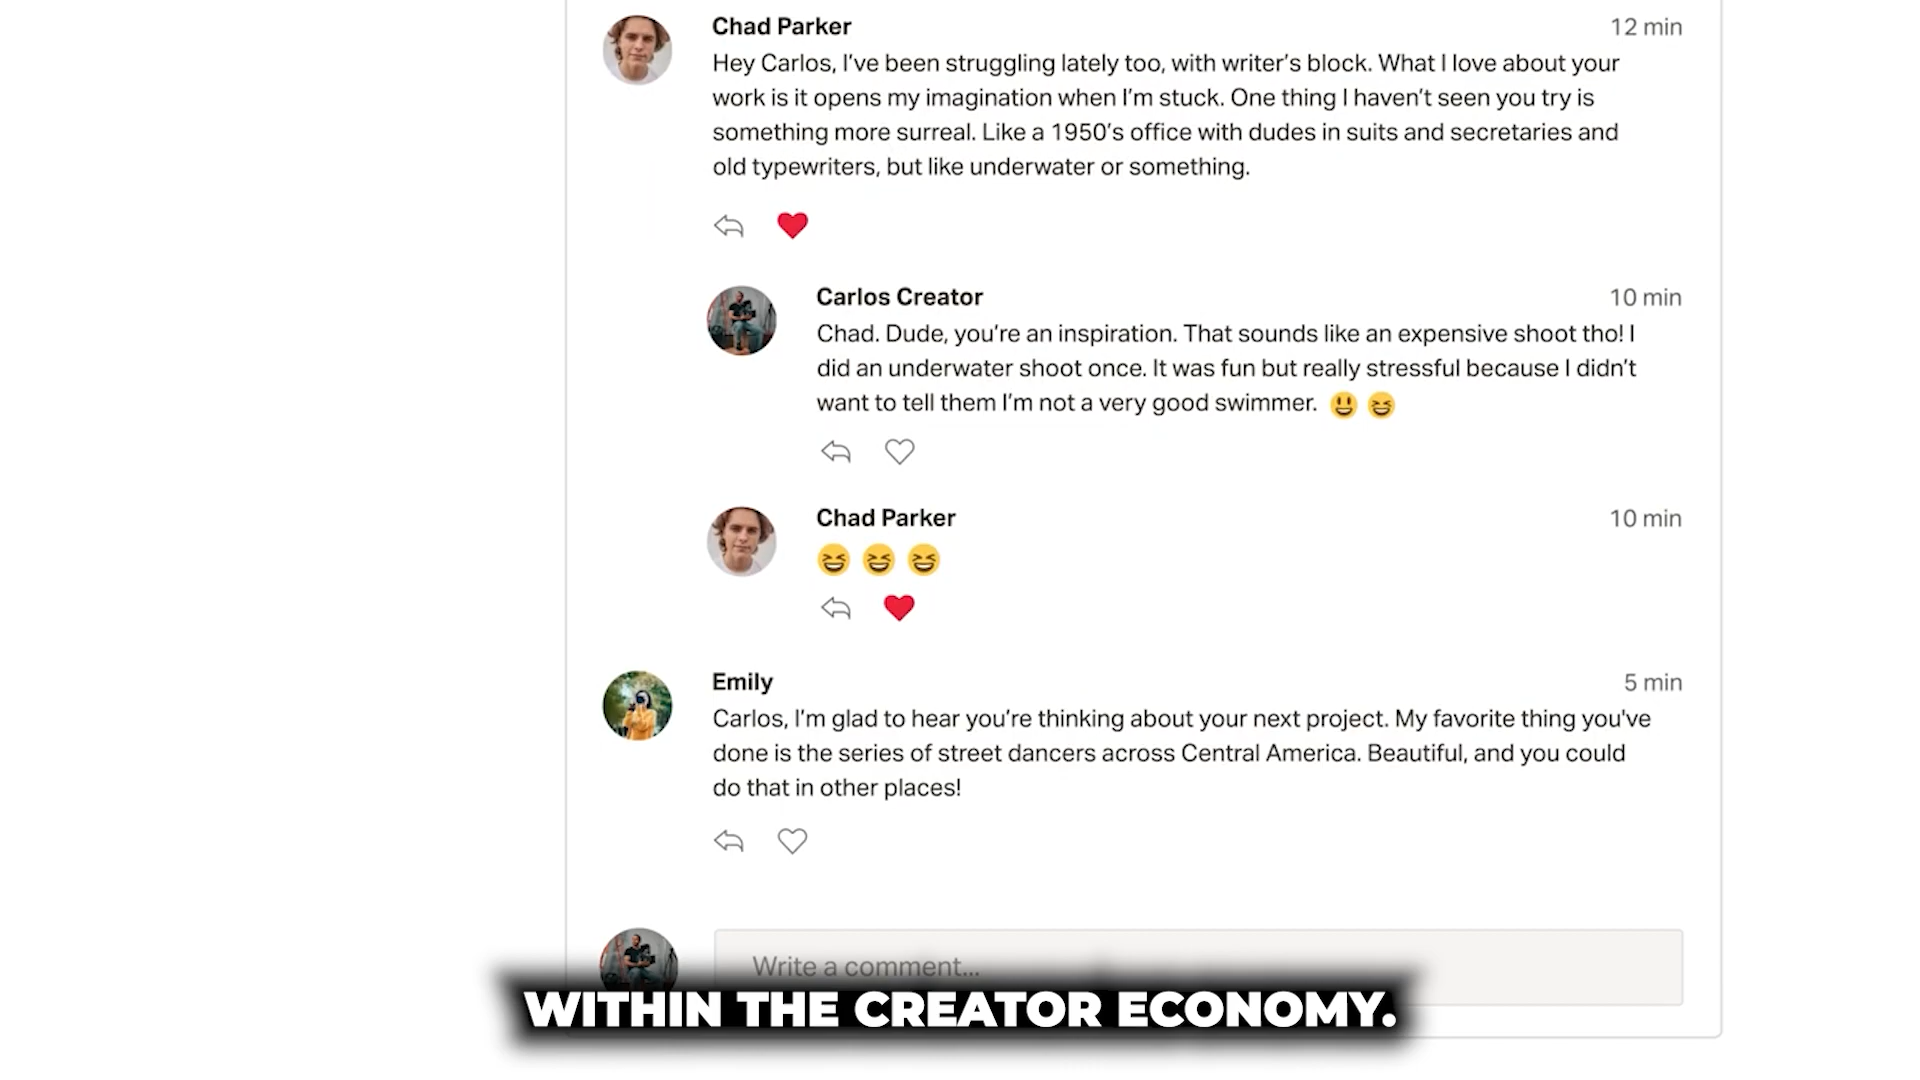 Chad Parker
12 min
Hey Carlos, I’ve been struggling lately too, with writer’s block. What I love about your
work is it opens my imagination when I’m stuck. One thing I haven’t seen you try is
something more surreal. Like a 1950’s office with dudes in suits and secretaries and
old typewriters, but like underwater or something.
Carlos Creator
10 min
Chad. Dude, you’re an inspiration. That sounds like an expensive shoot tho! I
did an underwater shoot once. It was fun but really stressful because I didn’t
want to tell them I’m not a very good swimmer. 😃 😆
Chad Parker
10 min
😆 😆 😆
Emily
5 min
Carlos, I’m glad to hear you’re thinking about your next project. My favorite thing you've
done is the series of street dancers across Central America. Beautiful, and you could
do that in other places!
Write a comment...
WITHIN THE CREATOR ECONOMY.